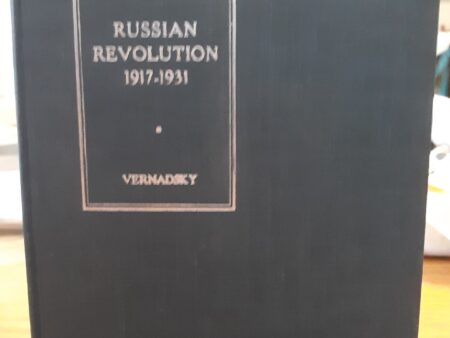 RUSSIAN
REVOLUTION
1917-1931
VERNADSKY